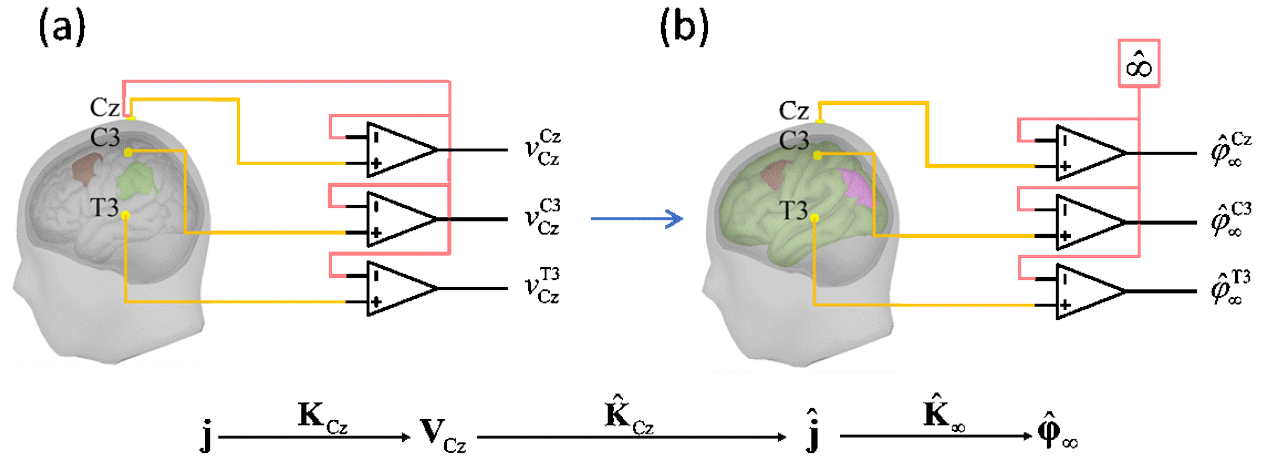 (a)
Cz
C3
T3
v_Cz^Cz
v_Cz^C3
v_Cz^T3
(b)
∞̂
Cz
C3
T3
φ̂_∞^Cz
φ̂_∞^C3
φ̂_∞^T3
− +
− +
− +
− +
− +
− +
j K_Cz V_Cz K̂_Cz ĵ K̂_∞ φ̂_∞